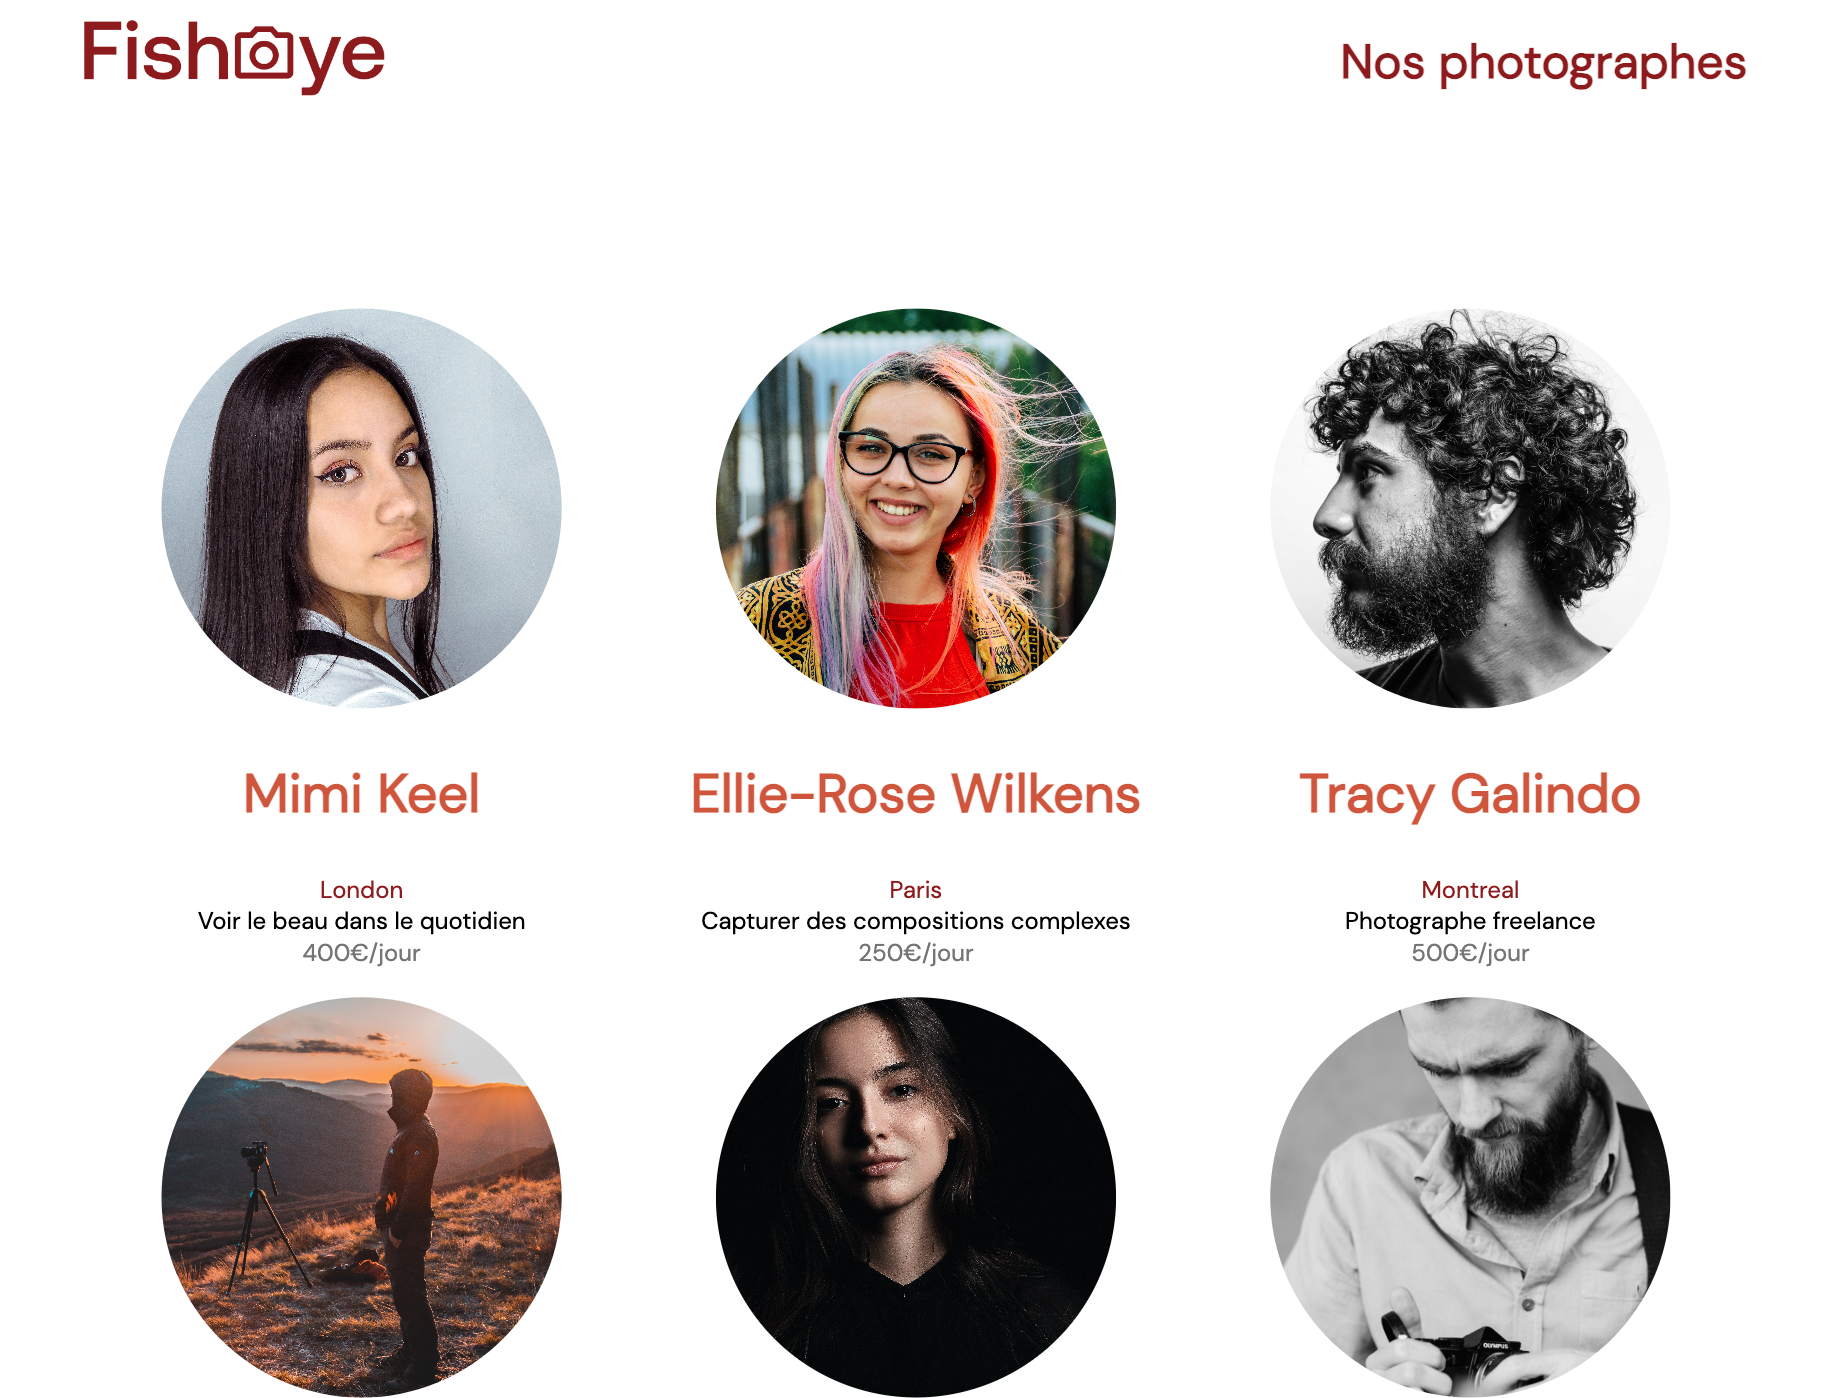 Fisheye
Nos photographes
Mimi Keel
Ellie-Rose Wilkens
Tracy Galindo
London
Paris
Montreal
Voir le beau dans le quotidien
Capturer des compositions complexes
Photographe freelance
400€/jour
250€/jour
500€/jour
OLYMPUS